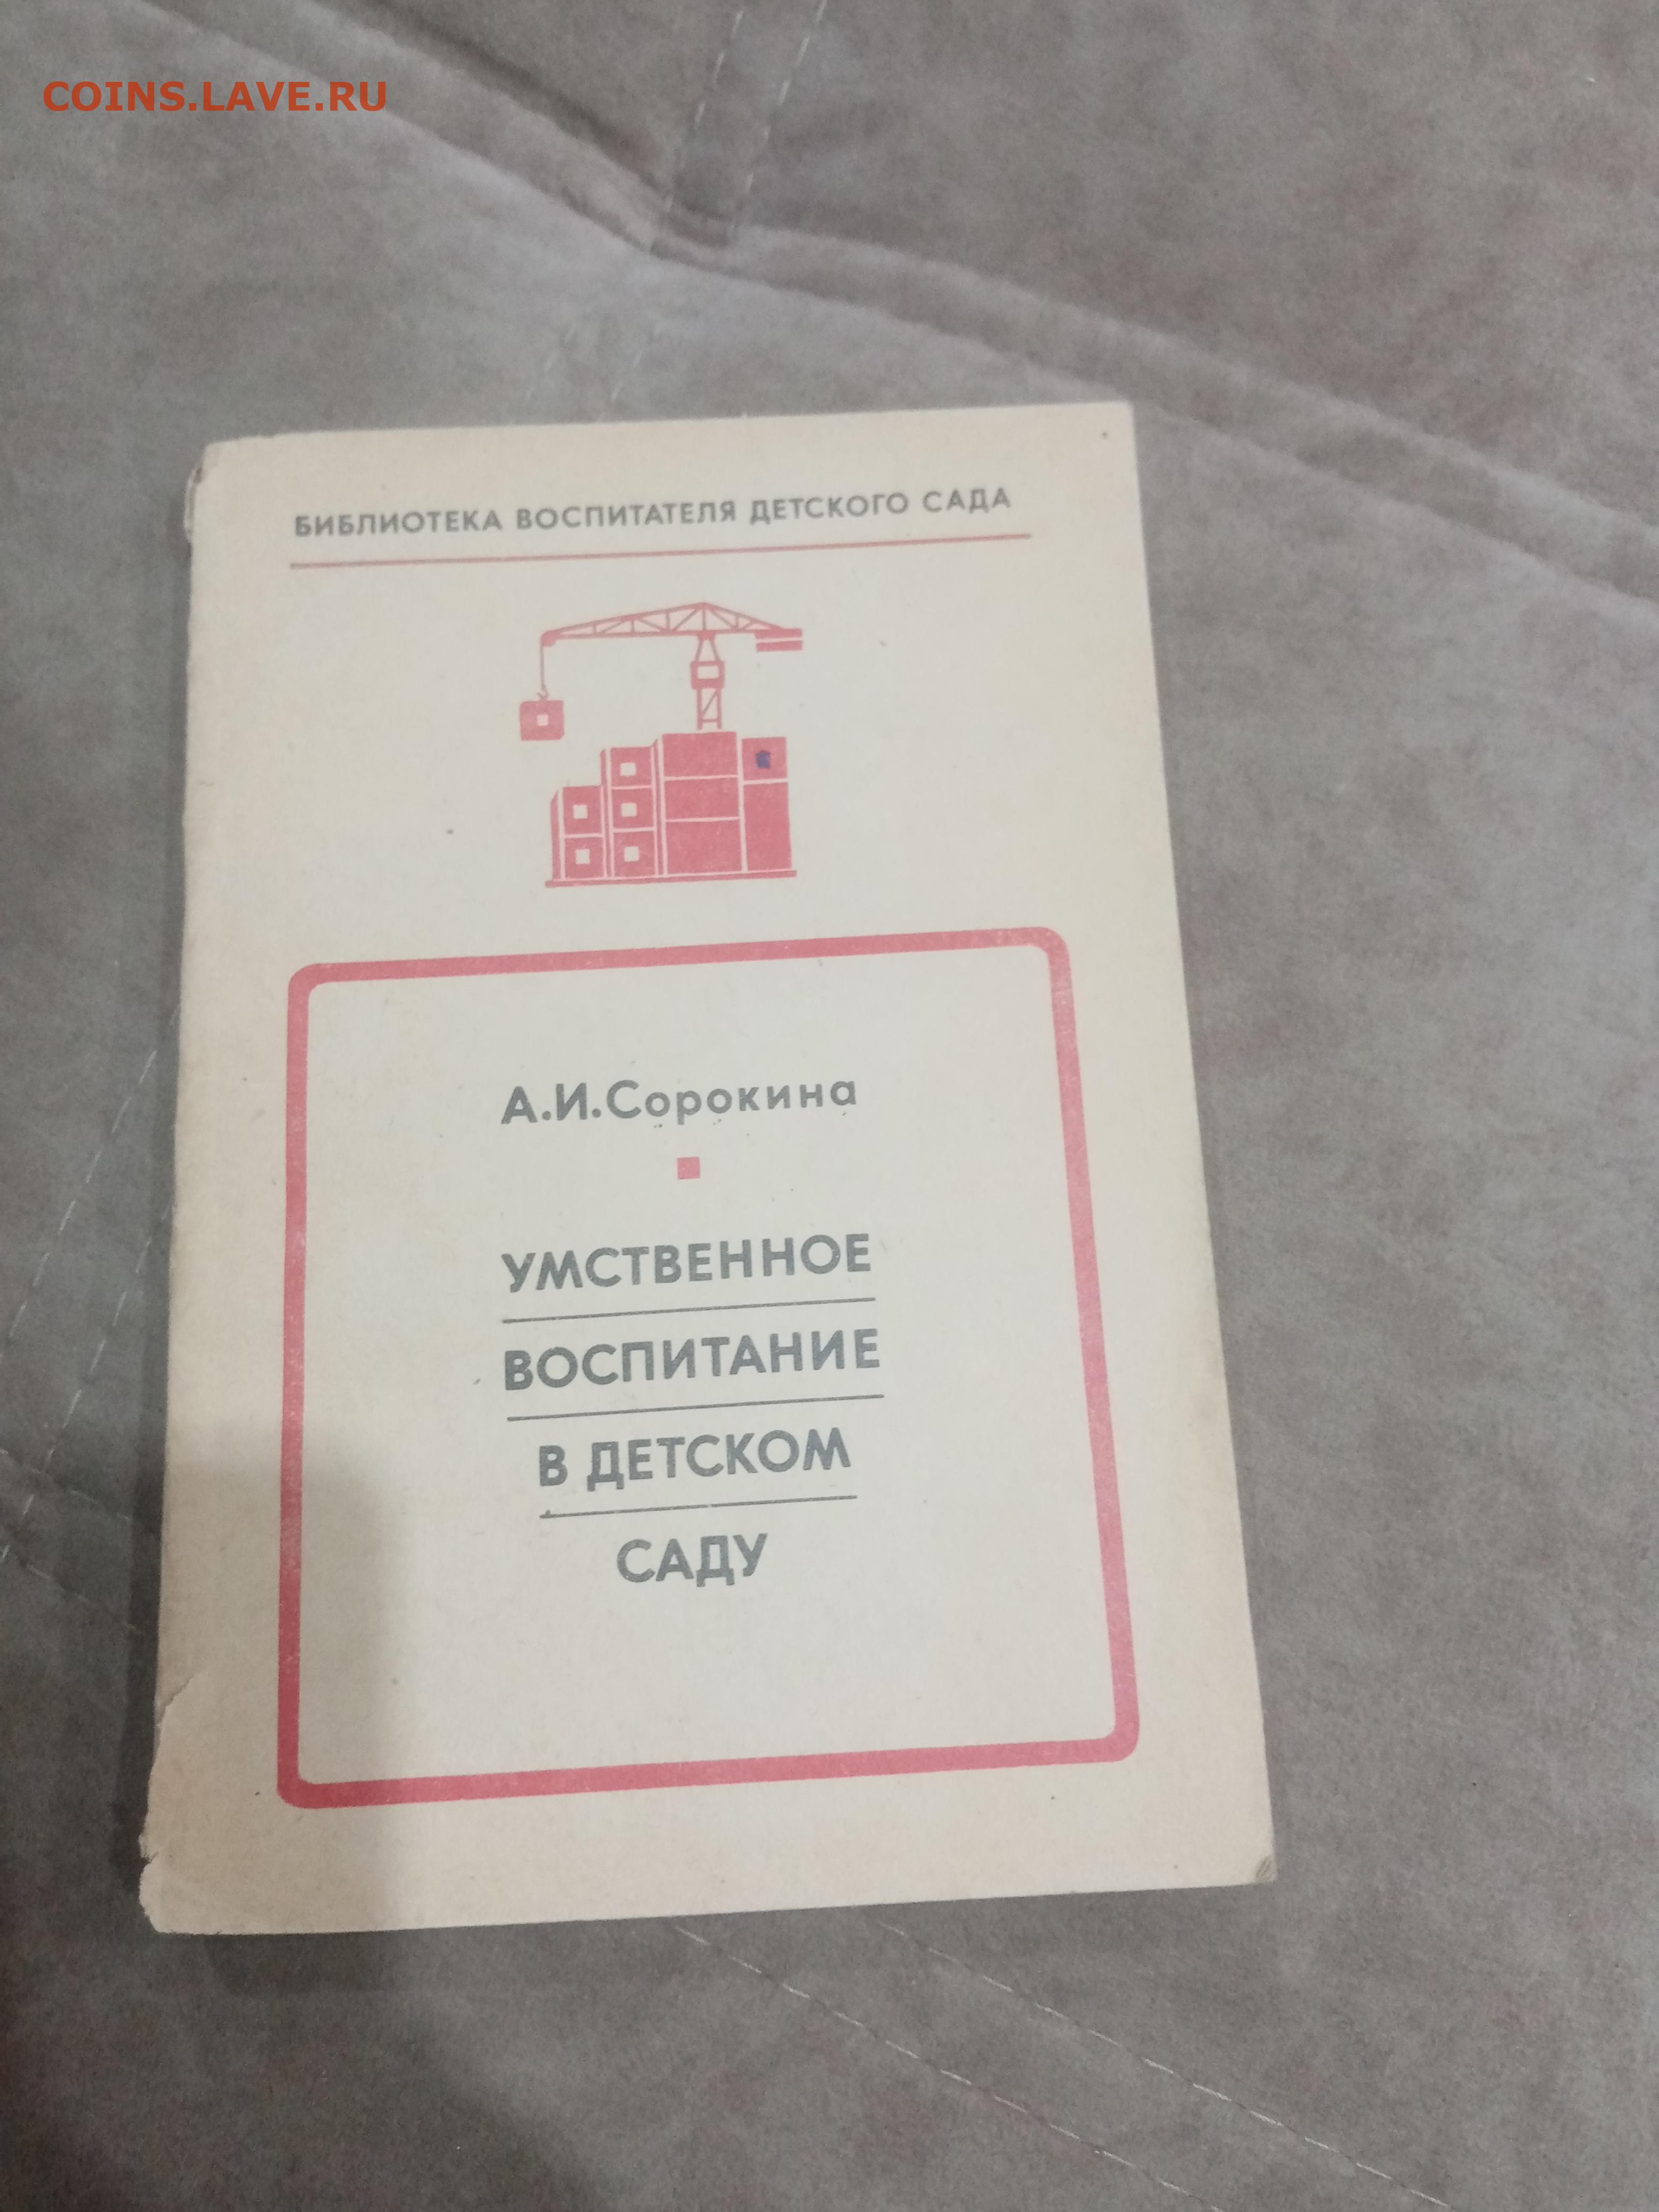 COINS.LAVE.RU
БИБЛИОТЕКА ВОСПИТАТЕЛЯ ДЕТСКОГО САДА
А.И.Сорокина
УМСТВЕННОЕ
ВОСПИТАНИЕ
В ДЕТСКОМ
САДУ